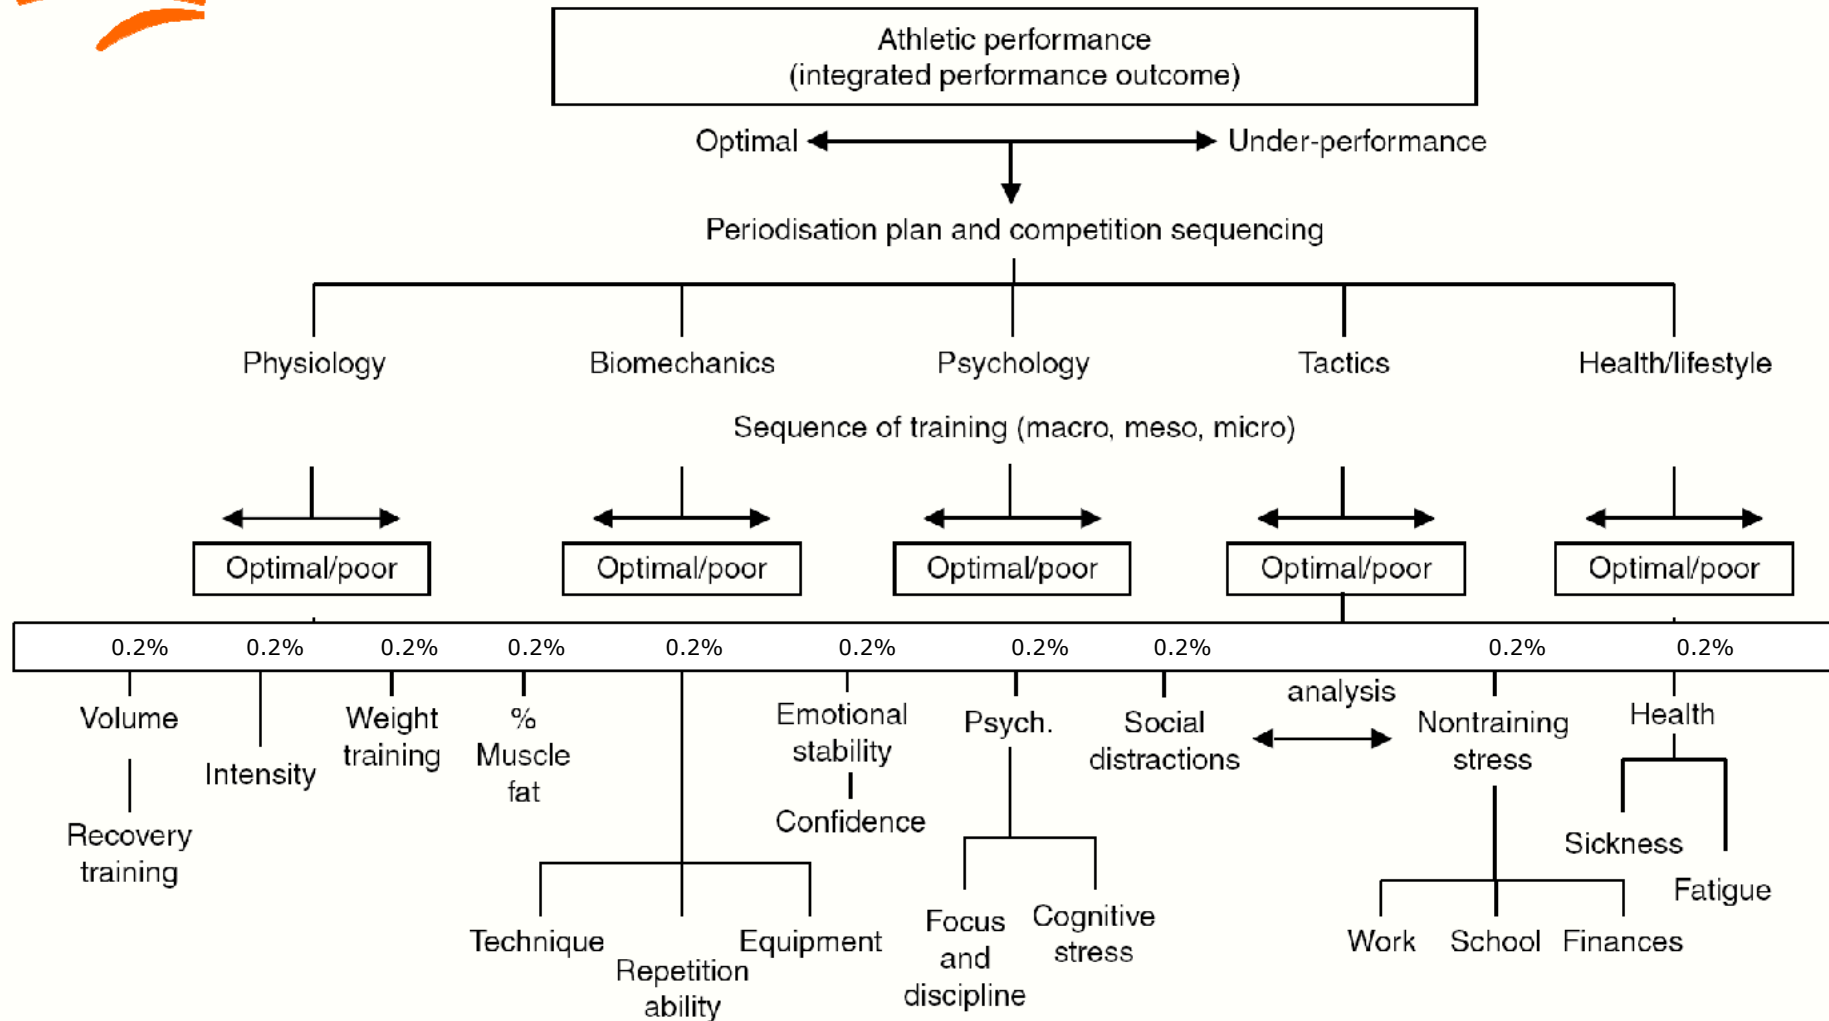 Athletic performance
(integrated performance outcome)
Optimal
Under-performance
Periodisation plan and competition sequencing
Physiology
Biomechanics
Psychology
Tactics
Health/lifestyle
Sequence of training (macro, meso, micro)
Optimal/poor
Optimal/poor
Optimal/poor
Optimal/poor
Optimal/poor
0.2%
0.2%
0.2%
0.2%
0.2%
0.2%
0.2%
0.2%
0.2%
0.2%
Volume
Recovery
training
Intensity
Weight
training
%
Muscle
fat
Technique
Repetition
ability
Equipment
Emotional
stability
Confidence
Psych.
Focus
and
discipline
Cognitive
stress
Social
distractions
analysis
Nontraining
stress
Work
School
Finances
Health
Sickness
Fatigue